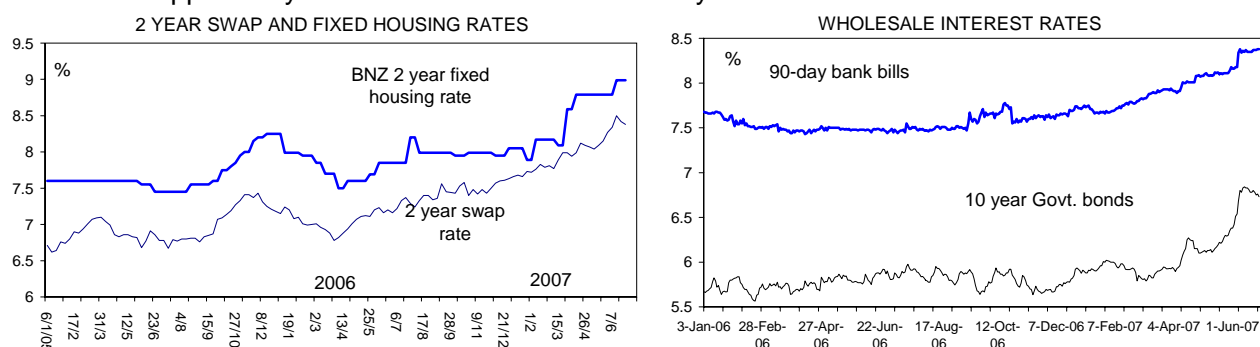 2 YEAR SWAP AND FIXED HOUSING RATES
9.5
9
8.5
8
7.5
7
6.5
6
%
BNZ 2 year fixed
housing rate
2 year swap
rate
2006
2007
6/1/05
17/2
31/3
12/5
23/6
4/8
15/9
27/10
8/12
19/1
2/3
13/4
25/5
6/7
17/8
28/9
9/11
21/12
1/2
15/3
26/4
7/6
WHOLESALE INTEREST RATES
8.5
8
7.5
7
6.5
6
5.5
%
90-day bank bills
10 year Govt. bonds
3-Jan-06
28-Feb-
06
27-Apr-
06
22-Jun-
06
17-Aug-
06
12-Oct-
06
7-Dec-06
7-Feb-07
4-Apr-07
1-Jun-07